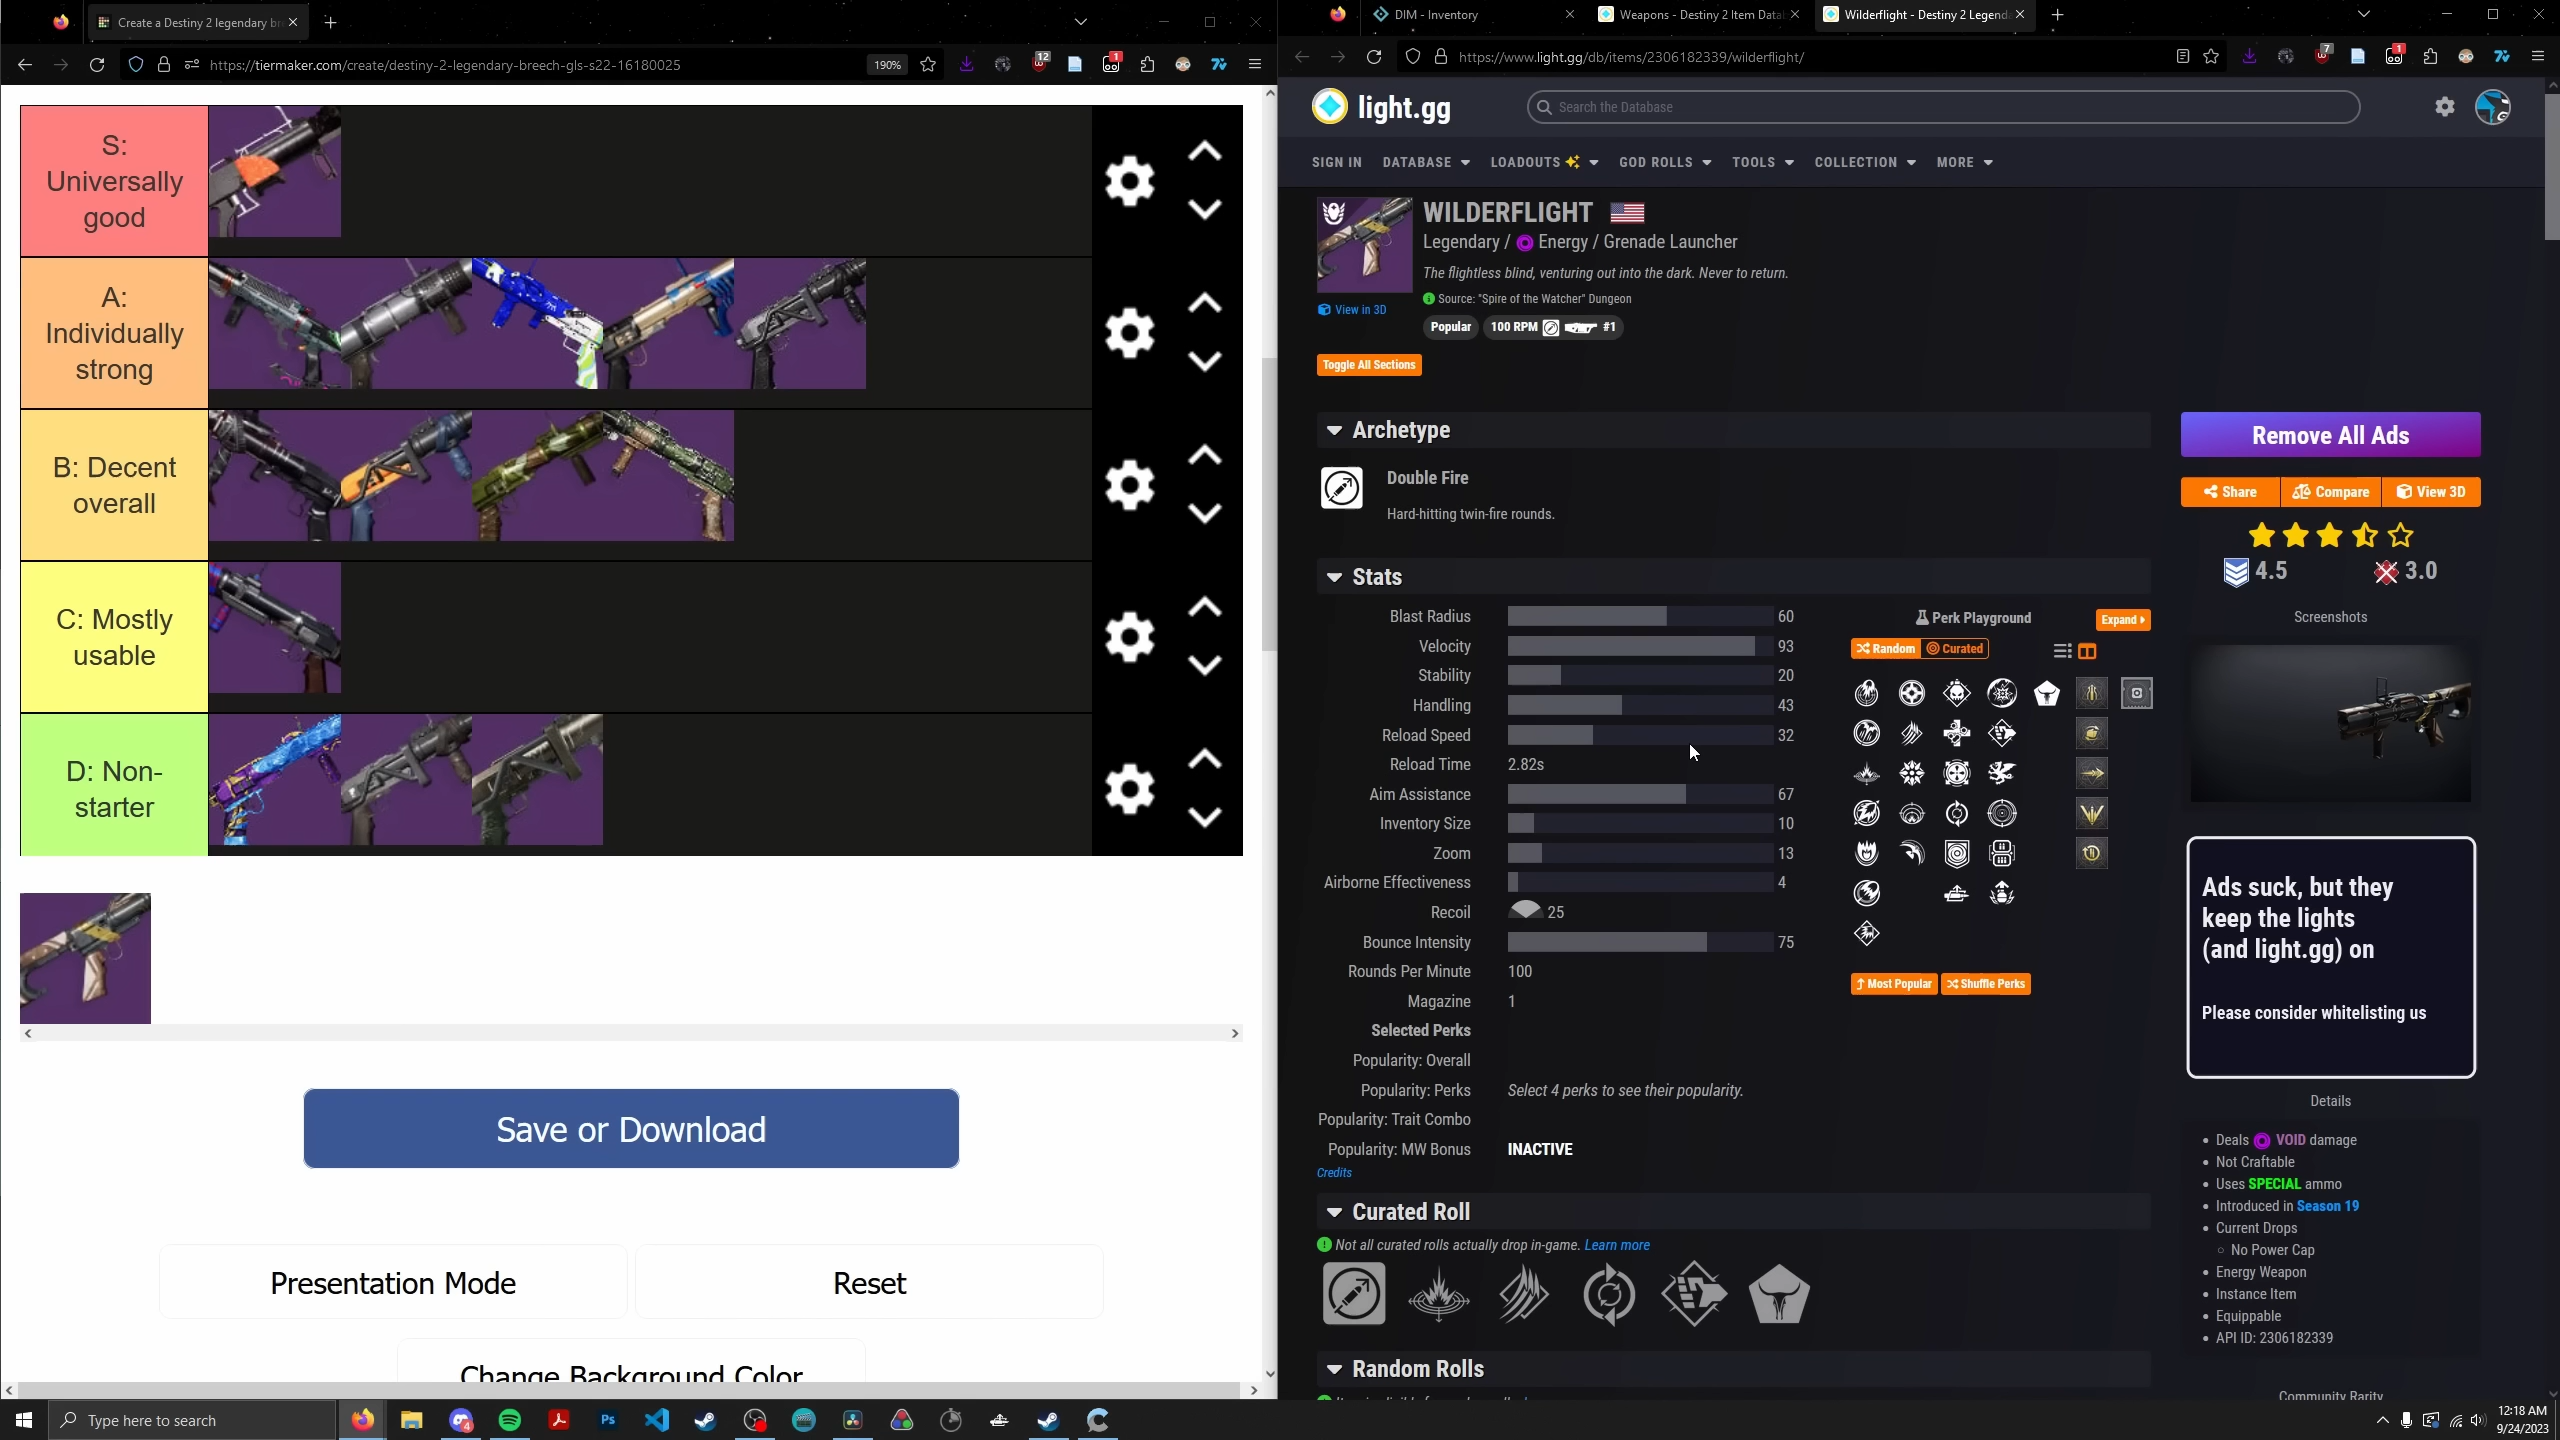 Create a Destiny 2 legendary br
https://tiermaker.com/create/destiny-2-legendary-breech-gls-s22-16180025
190%
12
1
S:
Universally
good
A:
Individually
strong
B: Decent
overall
C: Mostly
usable
D: Non-
starter
Save or Download
Presentation Mode
Reset
Change Background Color
DIM - Inventory
Weapons - Destiny 2 Item Data
Wilderflight - Destiny 2 Legend
https://www.light.gg/db/items/2306182339/wilderflight/
7
1
light.gg
Search the Database
SIGN IN
DATABASE
LOADOUTS
GOD ROLLS
TOOLS
COLLECTION
MORE
WILDERFLIGHT
Legendary / Energy / Grenade Launcher
The flightless blind, venturing out into the dark. Never to return.
View in 3D
Source: "Spire of the Watcher" Dungeon
Popular
100 RPM #1
Toggle All Sections
Archetype
Double Fire
Hard-hitting twin-fire rounds.
Stats
Blast Radius 60
Velocity 93
Stability 20
Handling 43
Reload Speed 32
Reload Time 2.82s
Aim Assistance 67
Inventory Size 10
Zoom 13
Airborne Effectiveness 4
Recoil 25
Bounce Intensity 75
Rounds Per Minute 100
Magazine 1
Selected Perks
Popularity: Overall
Popularity: Perks Select 4 perks to see their popularity.
Popularity: Trait Combo
Popularity: MW Bonus INACTIVE
Credits
Perk Playground
Expand
Random
Curated
Most Popular
Shuffle Perks
Curated Roll
Not all curated rolls actually drop in-game. Learn more
Random Rolls
Remove All Ads
Share
Compare
View 3D
4.5
3.0
Screenshots
Ads suck, but they
keep the lights
(and light.gg) on
Please consider whitelisting us
Details
Deals VOID damage
Not Craftable
Uses SPECIAL ammo
Introduced in Season 19
Current Drops
No Power Cap
Energy Weapon
Instance Item
Equippable
API ID: 2306182339
Community Rarity
Type here to search
4
Ps
12:18 AM
9/24/2023